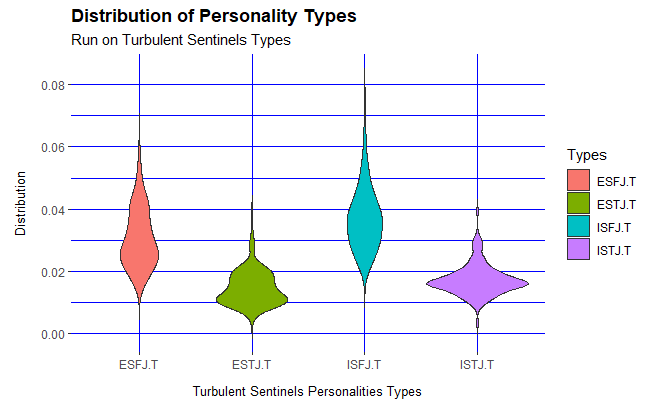 Distribution of Personality Types
Run on Turbulent Sentinels Types
Distribution
0.08
0.06
0.04
0.02
0.00
ESFJ.T
ESTJ.T
ISFJ.T
ISTJ.T
Turbulent Sentinels Personalities Types
Types
ESFJ.T
ESTJ.T
ISFJ.T
ISTJ.T